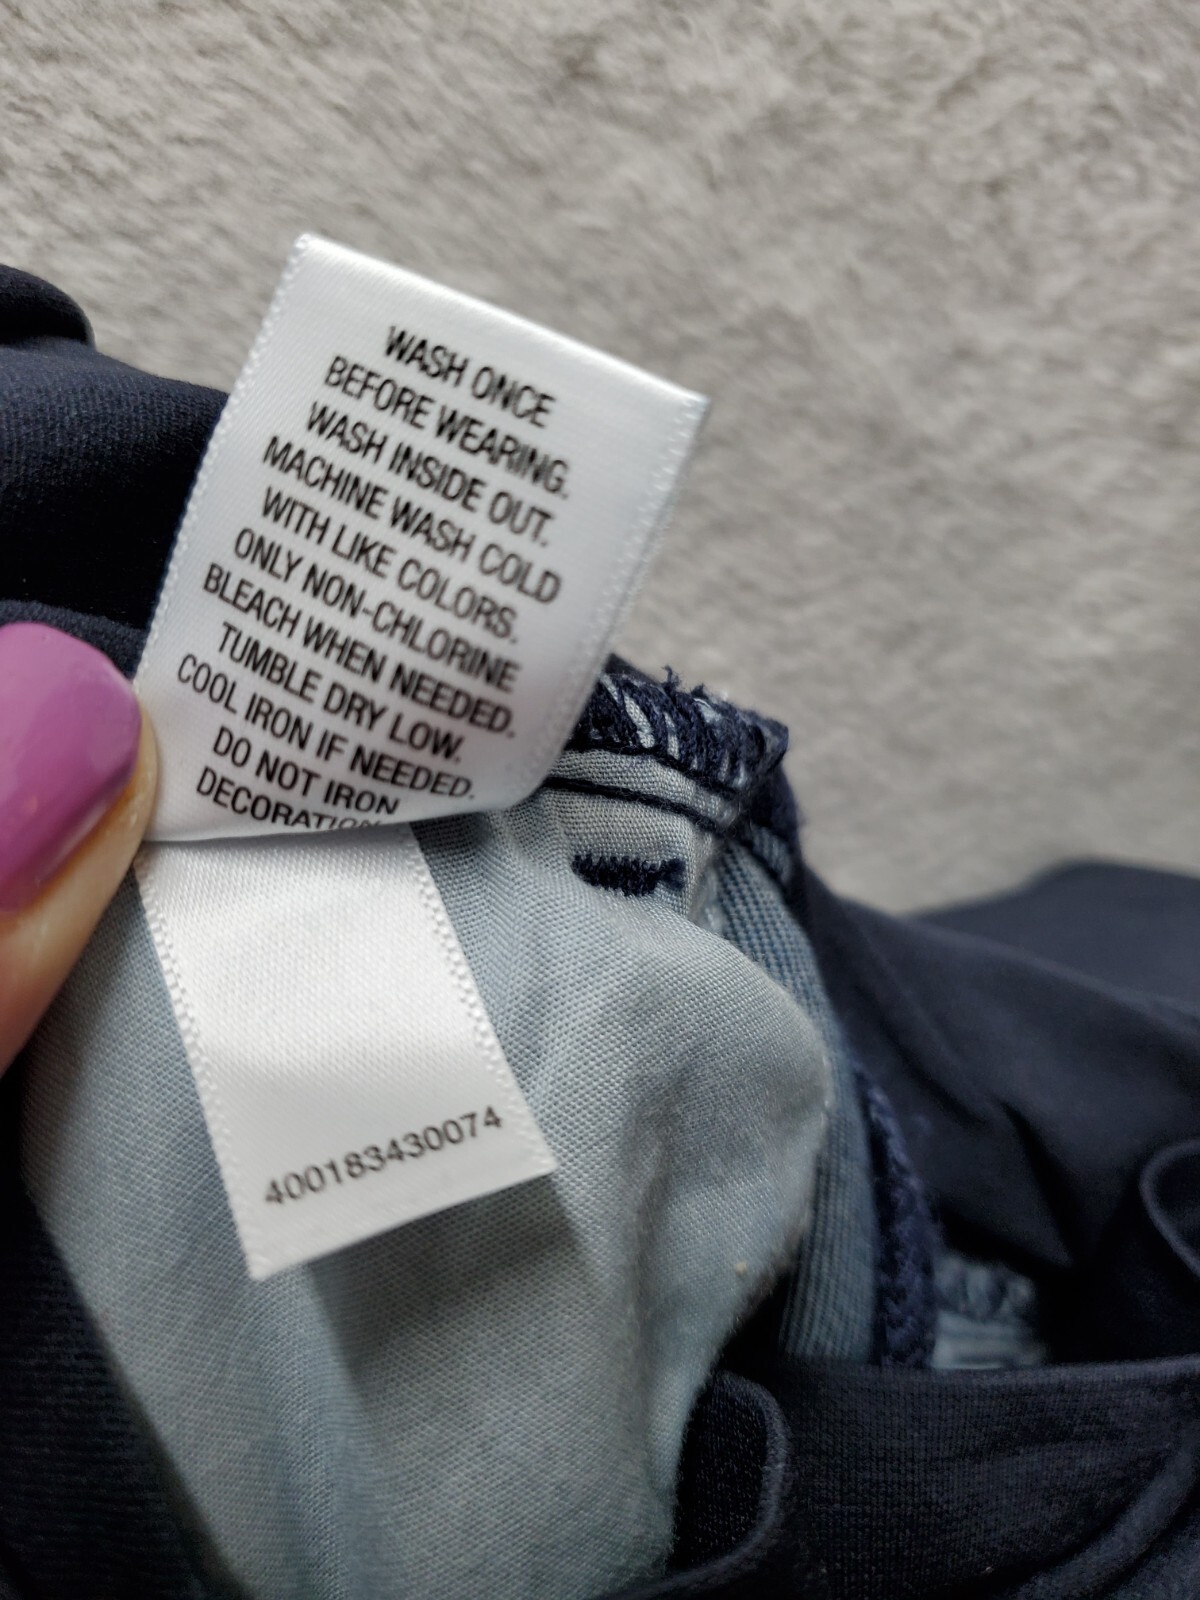 WASH ONCE
BEFORE WEARING.
WASH INSIDE OUT.
MACHINE WASH COLD
WITH LIKE COLORS.
ONLY NON-CHLORINE
BLEACH WHEN NEEDED.
TUMBLE DRY LOW.
COOL IRON IF NEEDED.
DO NOT IRON
DECORATION
400183430074